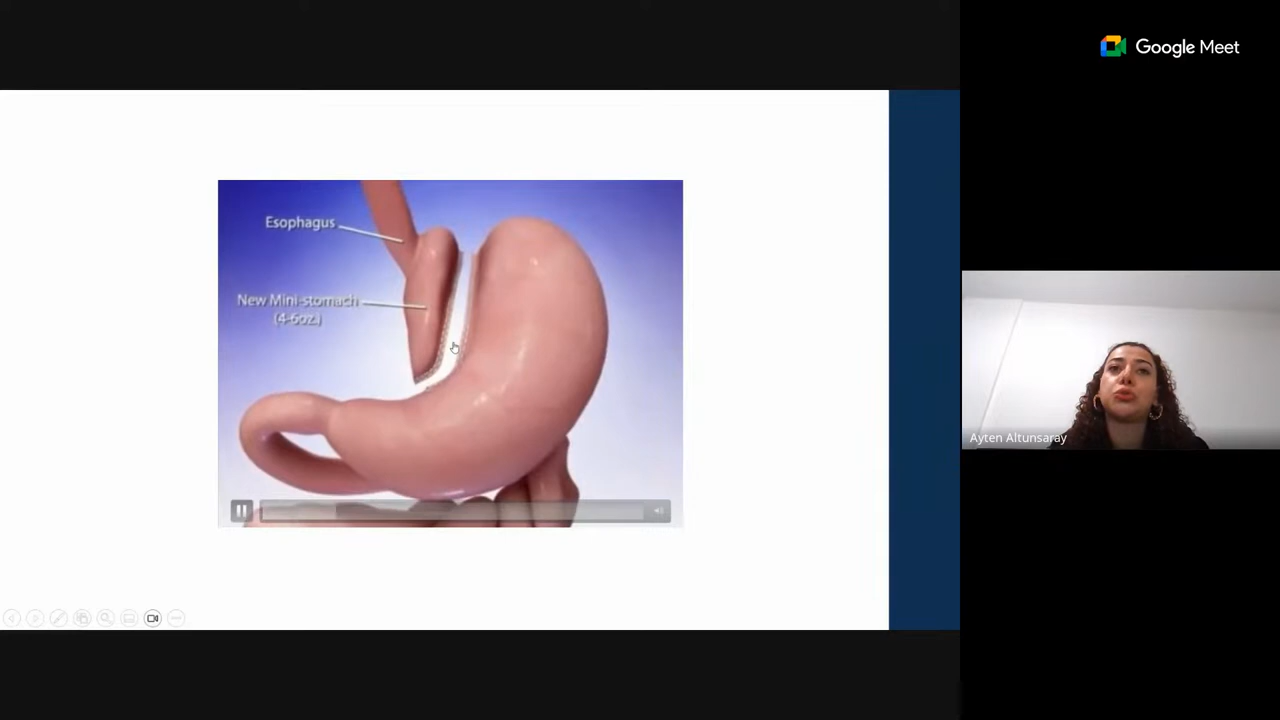 Google Meet
Esophagus
New Mini-stomach
(4-6oz.)
Ayten Altunsaray